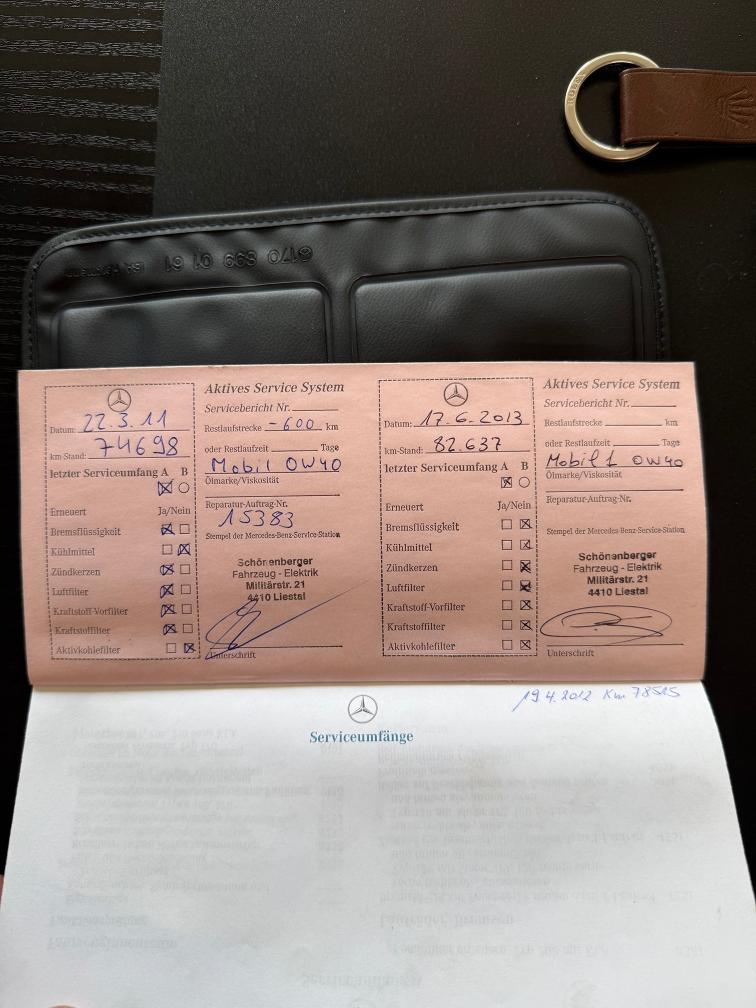 170 899 01 61
Aktives Service System
Servicebericht Nr.
Datum: 22.3.11
Restlaufstrecke -600 km
km-Stand: 74698
oder Restlaufzeit Tage
letzter Serviceumfang A B
Mobil 0W40
Ölmarke/Viskosität
Erneuert Ja/Nein
Reparatur-Auftrag-Nr.
15383
Bremsflüssigkeit
Stempel der Mercedes-Benz-Service-Station
Kühlmittel
Zündkerzen
Luftfilter
Kraftstoff-Vorfilter
Kraftstoffilter
Aktivkohlefilter
Schönenberger
Fahrzeug - Elektrik
Militärstr. 21
4410 Liestal
Unterschrift
Aktives Service System
Servicebericht Nr.
Datum: 17.6.2013
Restlaufstrecke km
km-Stand: 82.637
oder Restlaufzeit Tage
letzter Serviceumfang A B
Mobil 1 0W40
Ölmarke/Viskosität
Erneuert Ja/Nein
Reparatur-Auftrag-Nr.
Bremsflüssigkeit
Stempel der Mercedes-Benz-Service-Station
Kühlmittel
Zündkerzen
Luftfilter
Kraftstoff-Vorfilter
Kraftstoffilter
Aktivkohlefilter
Schönenberger
Fahrzeug - Elektrik
Militärstr. 21
4410 Liestal
Unterschrift
19.4.2012 Km 78515
Serviceumfänge